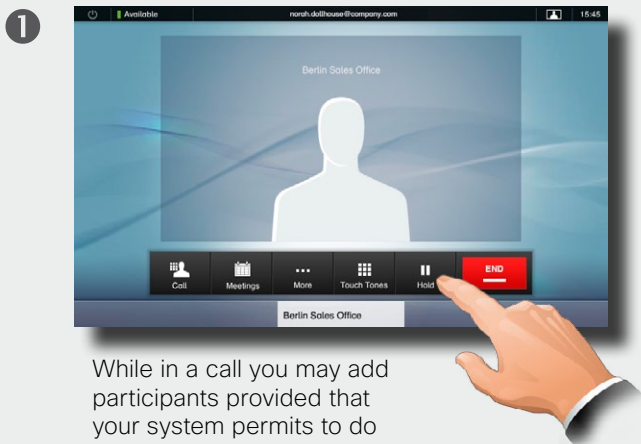 1
Available norah.dollhouse@company.com 15:45
Berlin Sales Office
Call Meetings More Touch Tones Hold END
Berlin Sales Office
While in a call you may add
participants provided that
your system permits to do